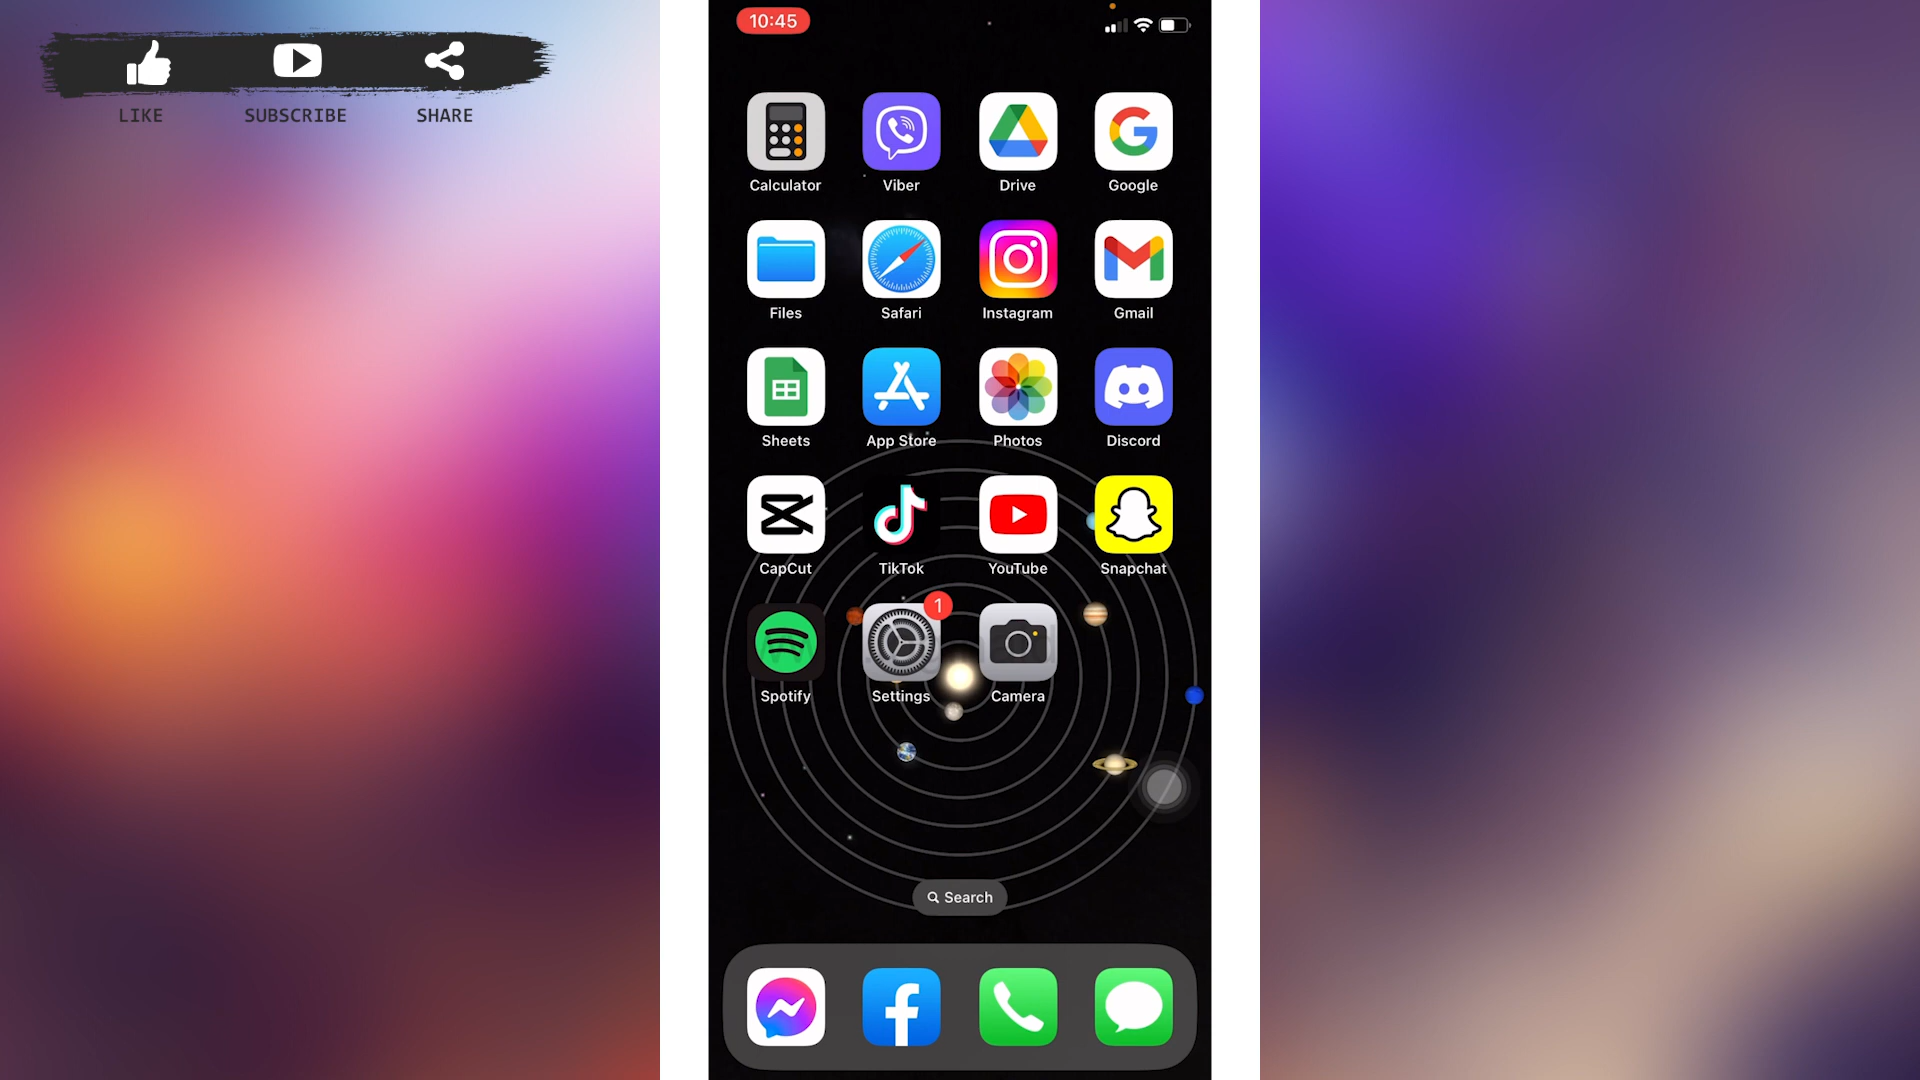 LIKE SUBSCRIBE SHARE
10:45
Calculator Viber Drive Google
Files Safari Instagram Gmail
Sheets App Store Photos Discord
CapCut TikTok YouTube Snapchat
1
Spotify Settings Camera
Search